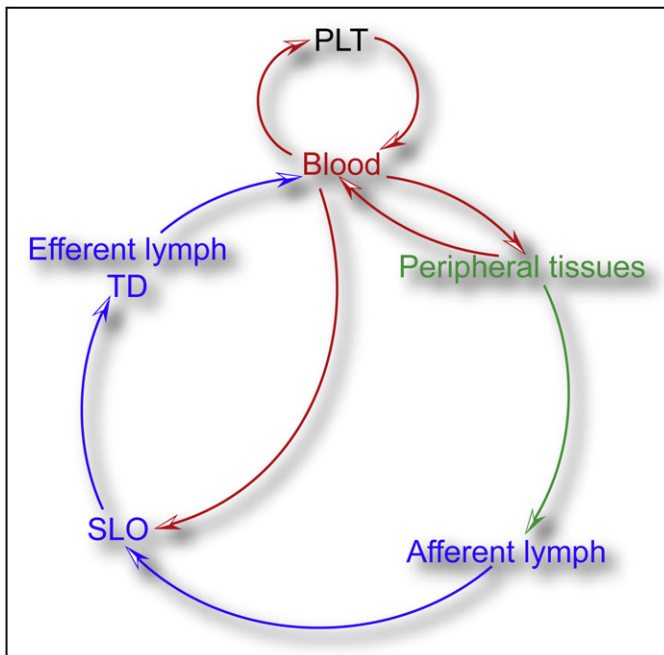 PLT
Blood
Efferent lymph
TD
Peripheral tissues
SLO
Afferent lymph